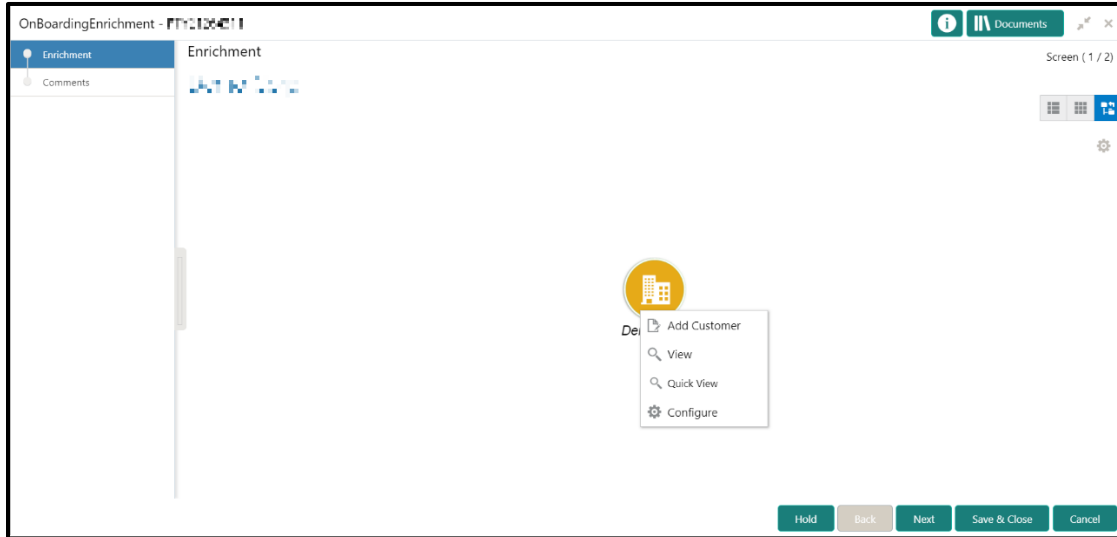 OnBoardingEnrichment -
Documents
Enrichment
Comments
Enrichment
Screen ( 1 / 2)
Add Customer
View
Quick View
Configure
Hold
Back
Next
Save & Close
Cancel